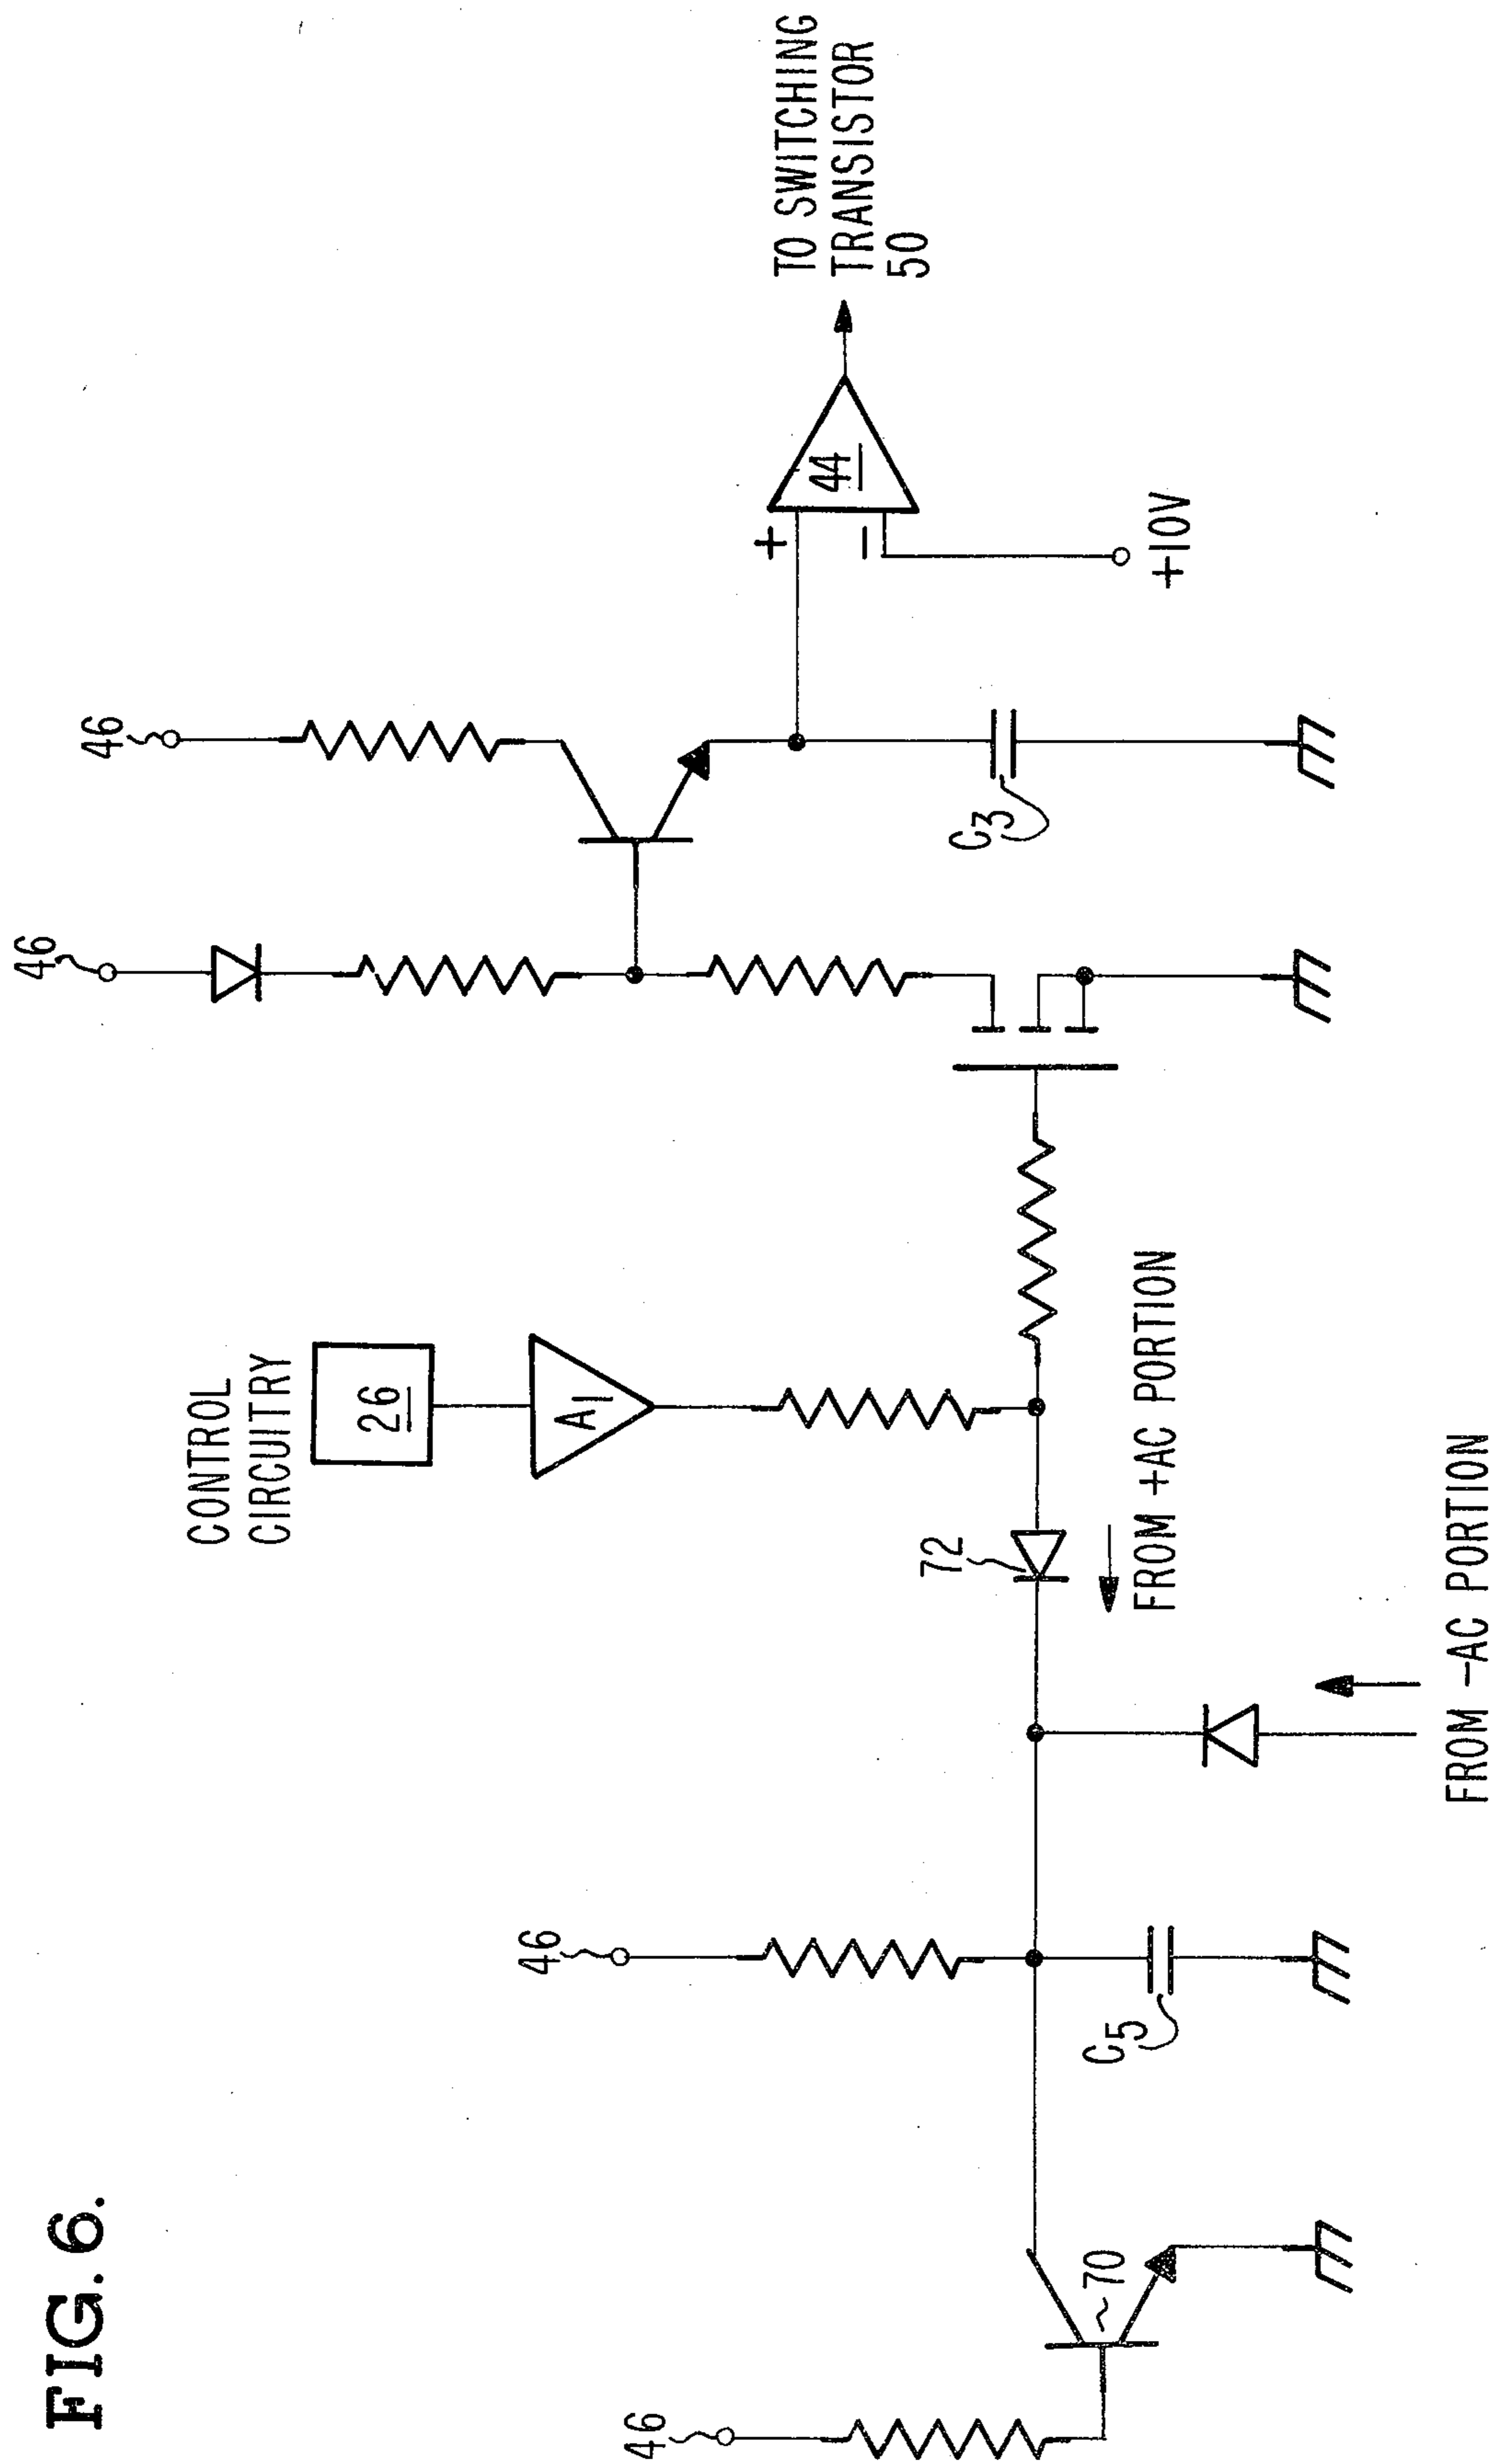 FIG. 6.
46
70
46
C5
FROM -AC PORTION
72
FROM +AC PORTION
CONTROL
CIRCUITRY
26
A1
46
46
C3
+
-
44
+10V
TO SWITCHING
TRANSISTOR
50